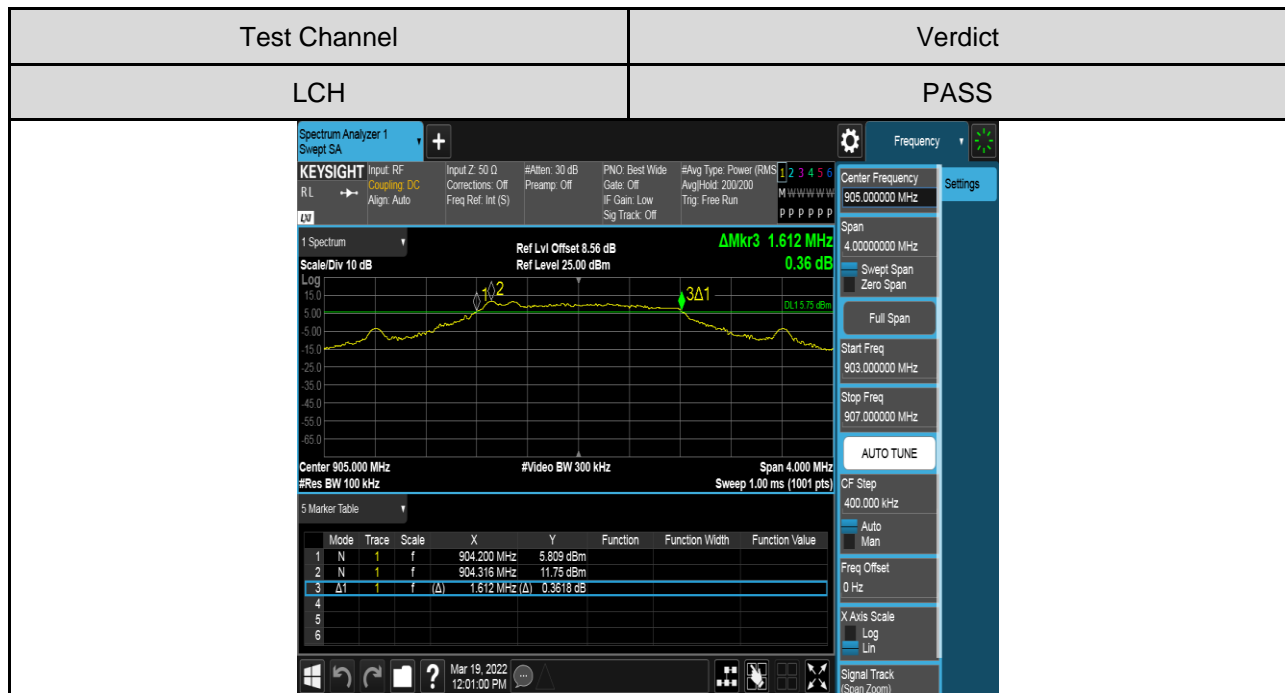 Test Channel Verdict
LCH PASS
Spectrum Analyzer 1
Swept SA
Frequency
Settings
KEYSIGHT Input: RF Input Z: 50 Ω #Atten: 30 dB PNO: Best Wide #Avg Type: Power (RMS 1 2 3 4 5 6
RL Coupling: DC Corrections: Off Preamp: Off Gate: Off Avg|Hold: 200/200 M W W W W W
Align: Auto Freq Ref: Int (S) IF Gain: Low Trig: Free Run
LXI Sig Track: Off P P P P P P
1 Spectrum
Scale/Div 10 dB
Ref Lvl Offset 8.56 dB
Ref Level 25.00 dBm
ΔMkr3 1.612 MHz
0.36 dB
Log
15.0
5.00
-5.00
-15.0
-25.0
-35.0
-45.0
-55.0
-65.0
1 2 3Δ1
DL1 5.75 dBm
Center 905.000 MHz #Video BW 300 kHz Span 4.000 MHz
#Res BW 100 kHz Sweep 1.00 ms (1001 pts)
5 Marker Table
Mode Trace Scale X Y Function Function Width Function Value
1 N 1 f 904.200 MHz 5.809 dBm
2 N 1 f 904.316 MHz 11.75 dBm
3 Δ1 1 f (Δ) 1.612 MHz (Δ) 0.3618 dB
4
5
6
Mar 19, 2022
12:01:00 PM
Center Frequency
905.000000 MHz
Span
4.00000000 MHz
Swept Span
Zero Span
Full Span
Start Freq
903.000000 MHz
Stop Freq
907.000000 MHz
AUTO TUNE
CF Step
400.000 kHz
Auto
Man
Freq Offset
0 Hz
X Axis Scale
Log
Lin
Signal Track
(Span Zoom)